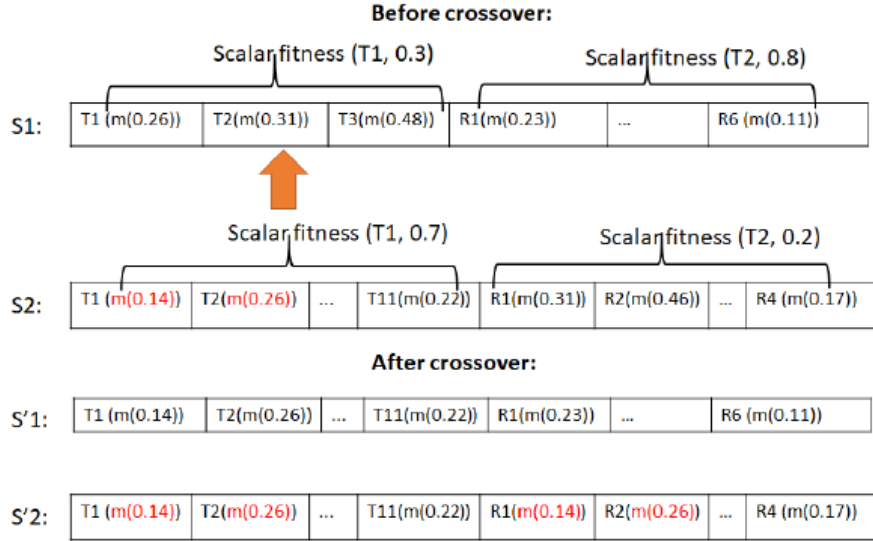 Before crossover:
Scalar fitness (T1, 0.3) Scalar fitness (T2, 0.8)
S1: T1 (m(0.26)) T2(m(0.31)) T3(m(0.48)) R1(m(0.23)) ... R6 (m(0.11))
Scalar fitness (T1, 0.7) Scalar fitness (T2, 0.2)
S2: T1 (m(0.14)) T2(m(0.26)) ... T11(m(0.22)) R1(m(0.31)) R2(m(0.46)) ... R4 (m(0.17))
After crossover:
S'1: T1 (m(0.14)) T2(m(0.26)) ... T11(m(0.22)) R1(m(0.23)) ... R6 (m(0.11))
S'2: T1 (m(0.14)) T2(m(0.26)) ... T11(m(0.22)) R1(m(0.14)) R2(m(0.26)) ... R4 (m(0.17))